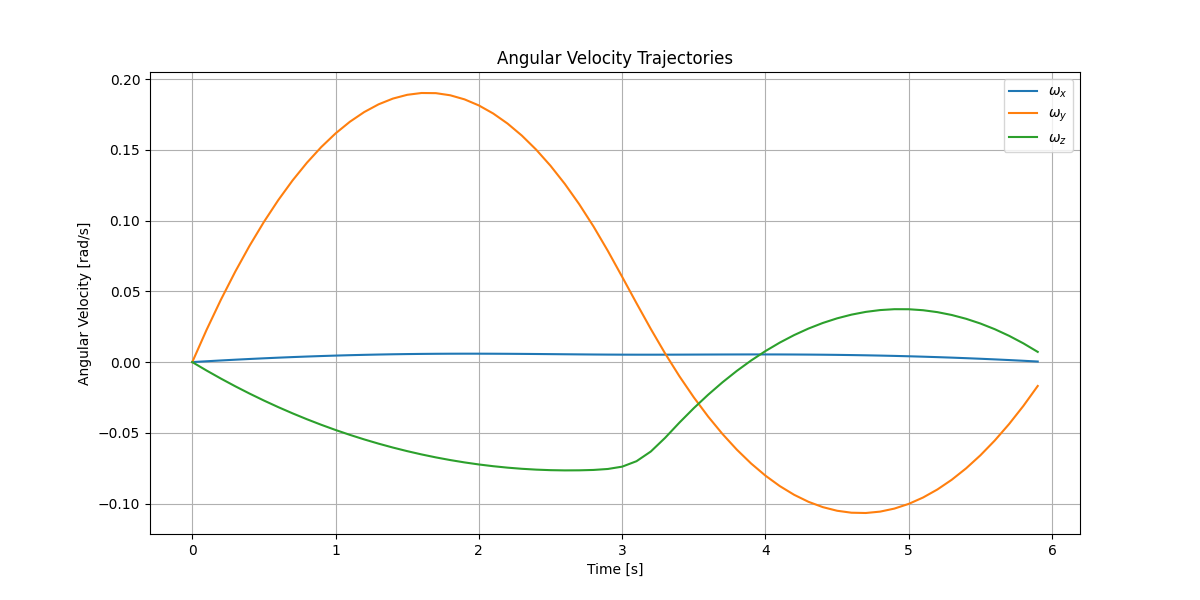 Angular Velocity Trajectories
0.20
0.15
0.10
0.05
0.00
−0.05
−0.10
Angular Velocity [rad/s]
ωx
ωy
ωz
0 1 2 3 4 5 6
Time [s]